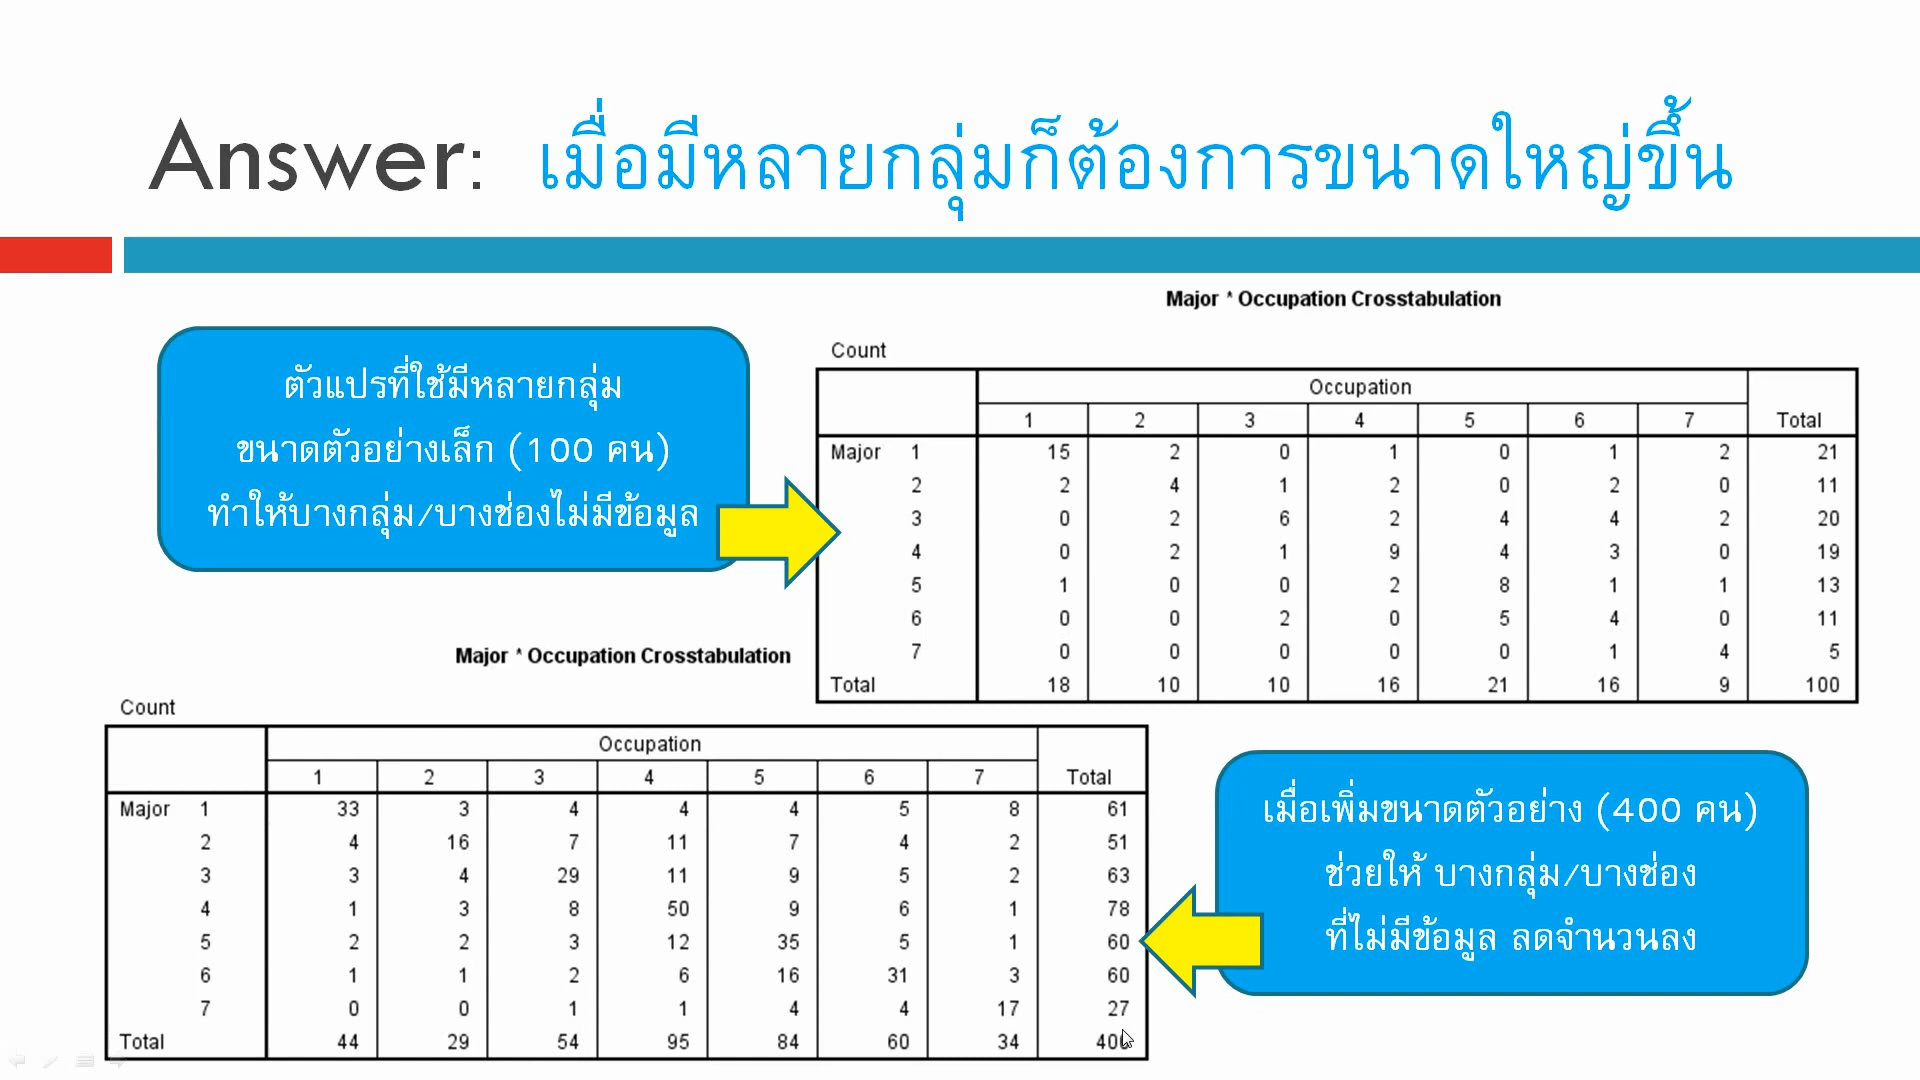 Answer: เมื่อมีหลายกลุ่มก็ต้องการขนาดใหญ่ขึ้น
ตัวแปรที่ใช้มีหลายกลุ่ม
ขนาดตัวอย่างเล็ก (100 คน)
ทำให้บางกลุ่ม/บางช่องไม่มีข้อมูล
Major * Occupation Crosstabulation
Count
Occupation
1 2 3 4 5 6 7 Total
Major 1 15 2 0 1 0 1 2 21
2 2 4 1 2 0 2 0 11
3 0 2 6 2 4 4 2 20
4 0 2 1 9 4 3 0 19
5 1 0 0 2 8 1 1 13
6 0 0 2 0 5 4 0 11
7 0 0 0 0 0 1 4 5
Total 18 10 10 16 21 16 9 100
Major * Occupation Crosstabulation
Count
Occupation
1 2 3 4 5 6 7 Total
Major 1 33 3 4 4 4 5 8 61
2 4 16 7 11 7 4 2 51
3 3 4 29 11 9 5 2 63
4 1 3 8 50 9 6 1 78
5 2 2 3 12 35 5 1 60
6 1 1 2 6 16 31 3 60
7 0 0 1 1 4 4 17 27
Total 44 29 54 95 84 60 34 400
เมื่อเพิ่มขนาดตัวอย่าง (400 คน)
ช่วยให้ บางกลุ่ม/บางช่อง
ที่ไม่มีข้อมูล ลดจำนวนลง